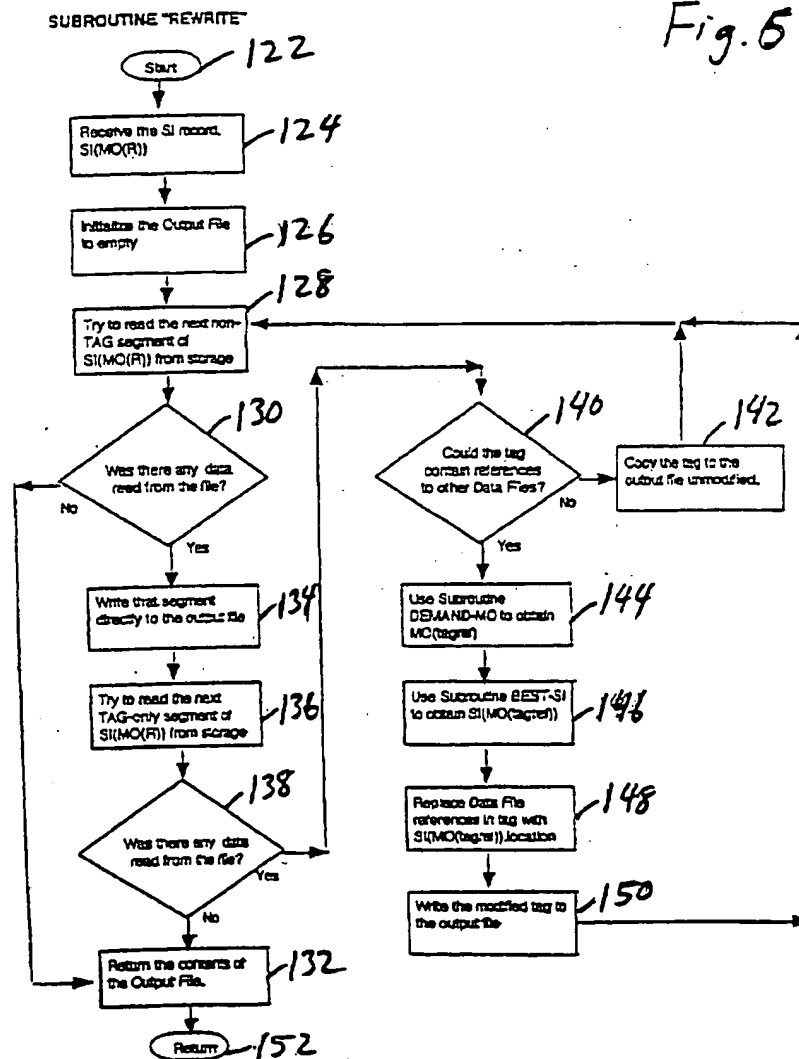 SUBROUTINE "REWRITE"
Fig. 5
Start
122
Receive the SI record,
SI(MO(R))
124
Initialize the Output File
to empty
126
128
Try to read the next non-
TAG segment of
SI(MO(R)) from storage
130
Was there any data
read from the file?
No
Yes
Write that segment
directly to the output file
134
Try to read the next
TAG-only segment of
SI(MO(R)) from storage
136
138
Was there any data
read from the file?
Yes
No
Return the contents of
the Output File.
132
Return
152
140
Could the tag
contain references
to other Data Files?
No
Yes
142
Copy the tag to the
output file unmodified.
Use Subroutine
DEMAND-MO to obtain
MO(tagref)
144
Use Subroutine BEST-SI
to obtain SI(MO(tagref))
146
Replace Data File
references in tag with
SI(MO(tagref)).location
148
Write the modified tag to
the output file
150